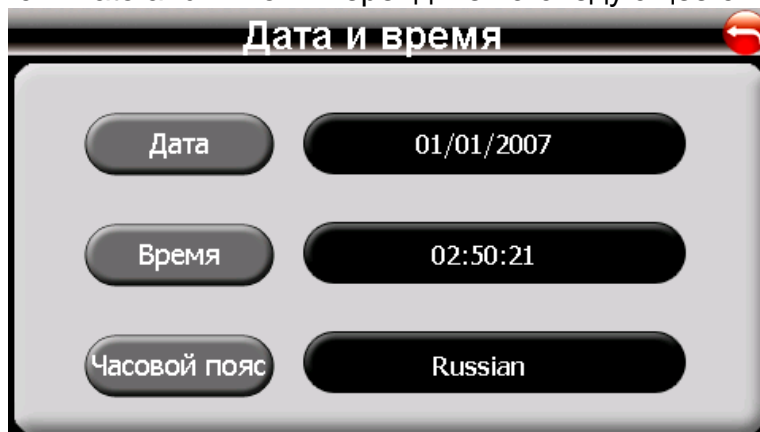 Дата и время
Дата 01/01/2007
Время 02:50:21
Часовой пояс Russian